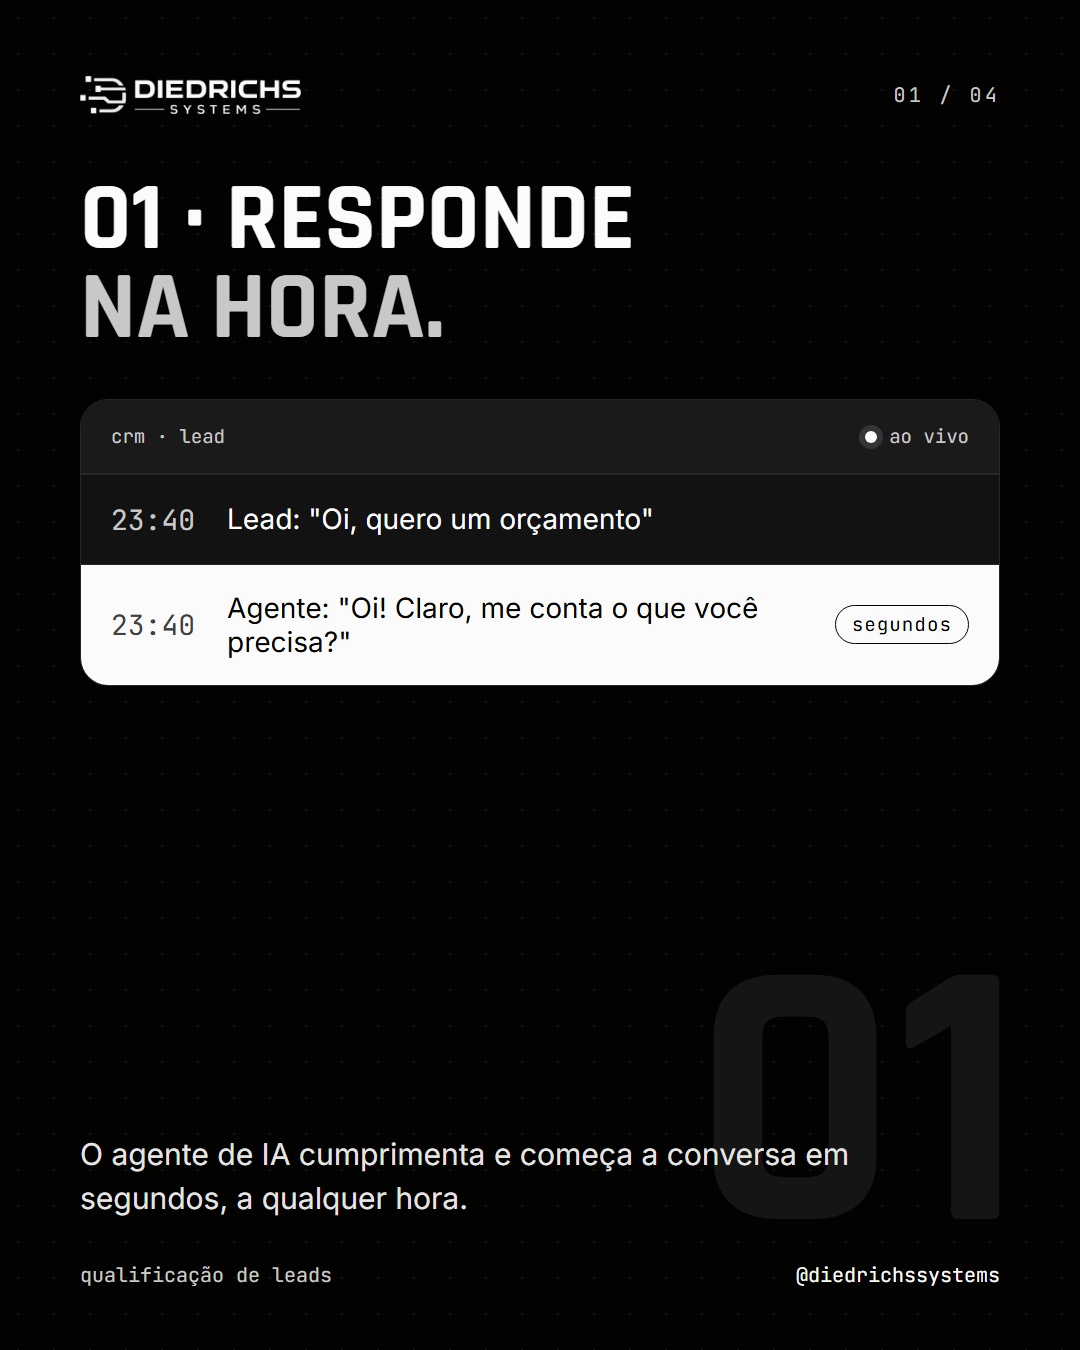 DIEDRICHS
SYSTEMS
01 / 04
01 · RESPONDE
NA HORA.
crm · lead
ao vivo
23:40 Lead: "Oi, quero um orçamento"
23:40 Agente: "Oi! Claro, me conta o que você
precisa?"
segundos
01
O agente de IA cumprimenta e começa a conversa em
segundos, a qualquer hora.
qualificação de leads
@diedrichssystems